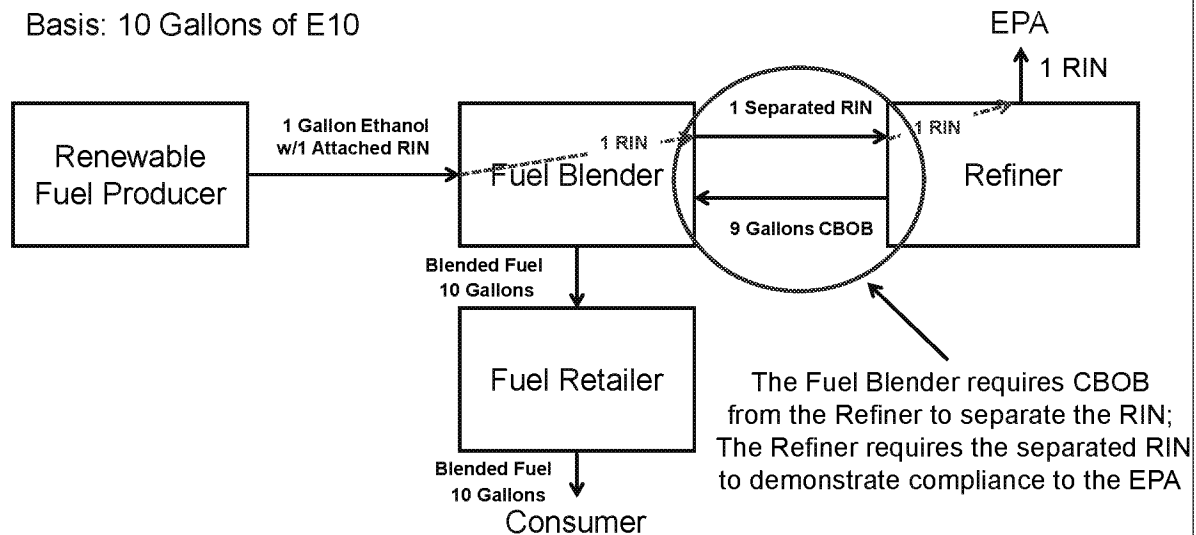 Basis: 10 Gallons of E10
EPA
1 RIN
Renewable
Fuel Producer
1 Gallon Ethanol
w/1 Attached RIN
1 RIN
Fuel Blender
1 Separated RIN
9 Gallons CBOB
1 RIN
Refiner
Blended Fuel
10 Gallons
Fuel Retailer
Blended Fuel
10 Gallons
Consumer
The Fuel Blender requires CBOB
from the Refiner to separate the RIN;
The Refiner requires the separated RIN
to demonstrate compliance to the EPA